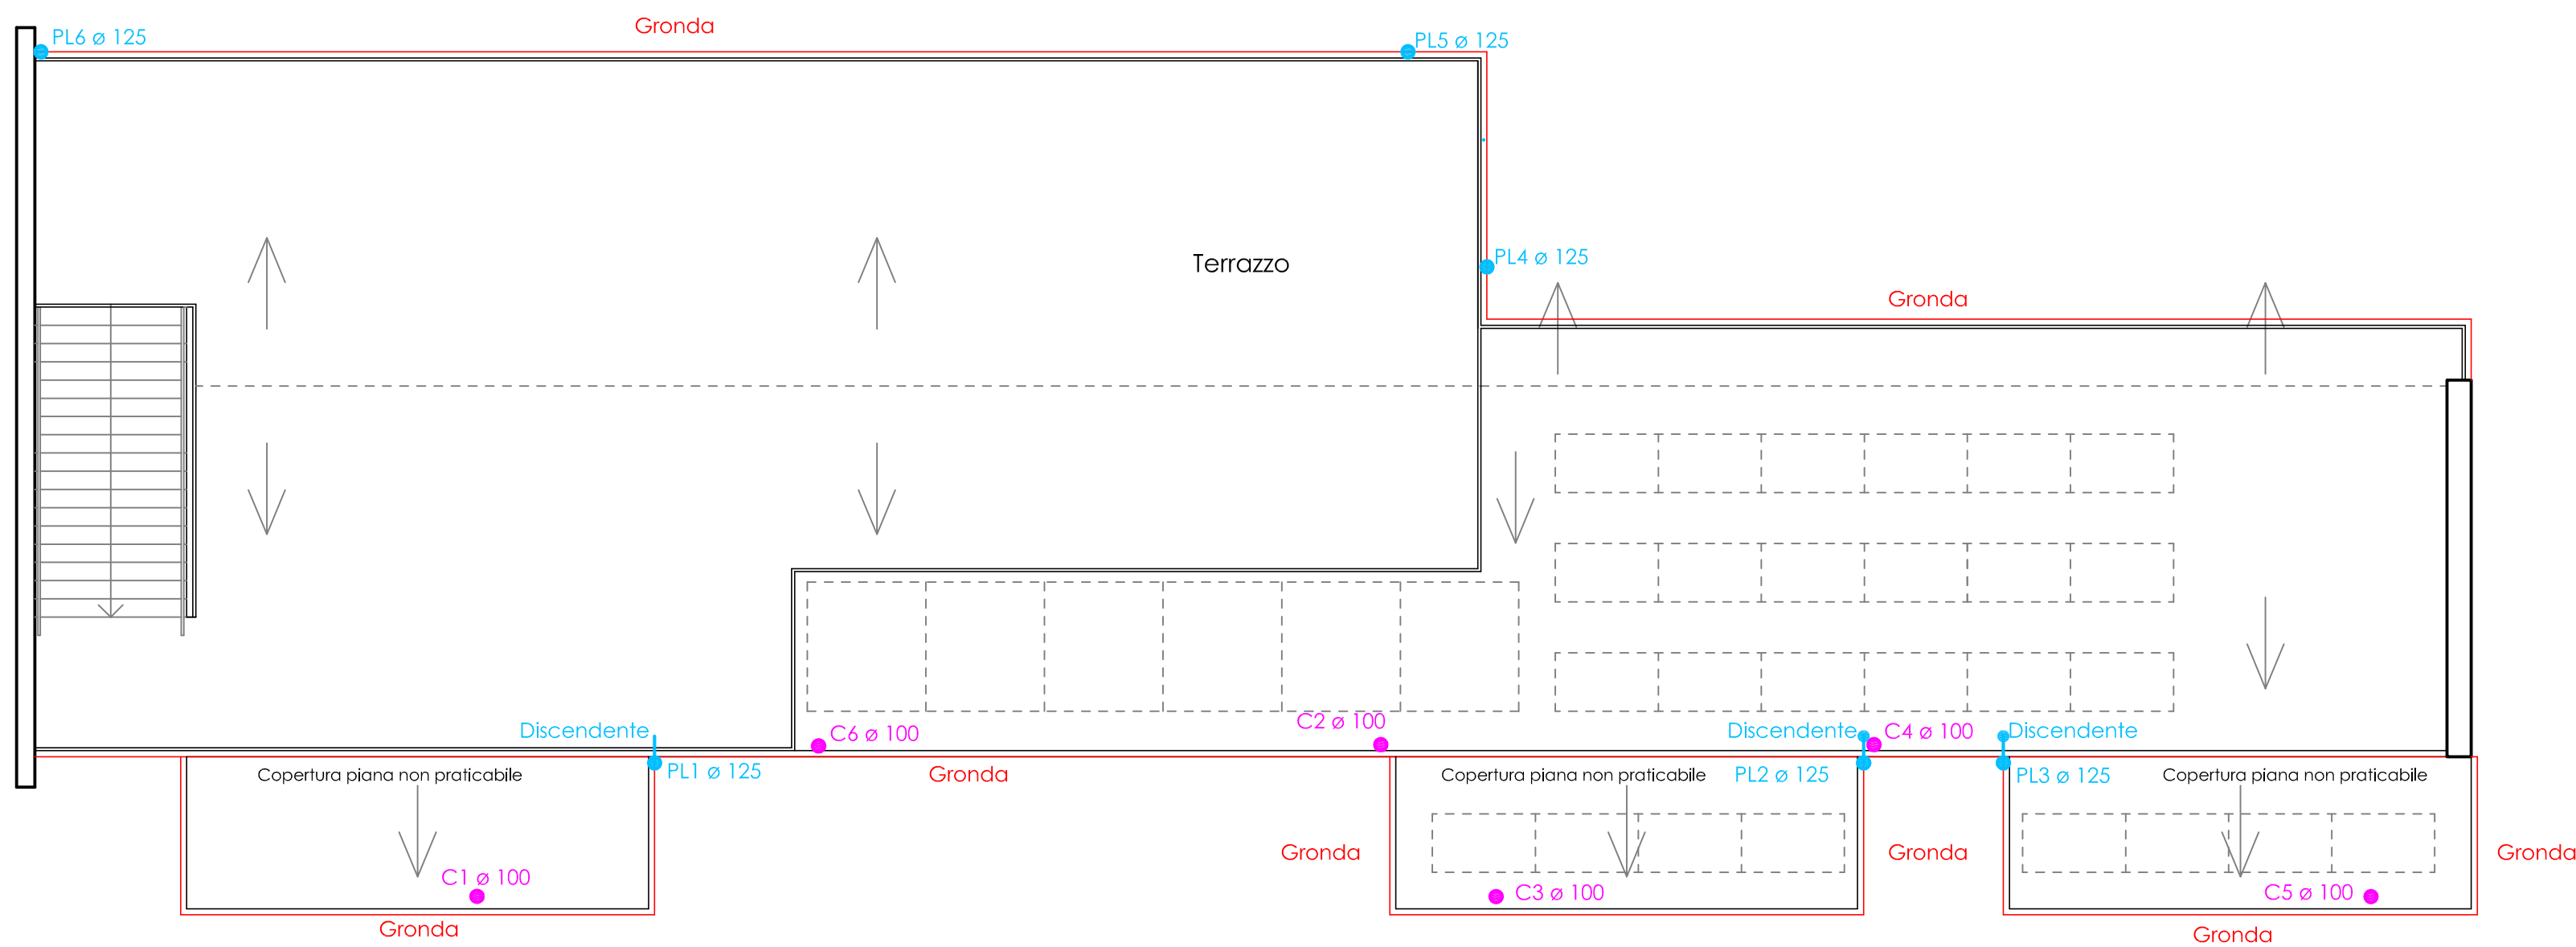 Gronda
PL6 ø 125
PL5 ø 125
Terrazzo
PL4 ø 125
Gronda
C2 ø 100
Discendente
C6 ø 100
Discendente
C4 ø 100
Discendente
Copertura piana non praticabile
PL1 ø 125
Gronda
Copertura piana non praticabile
PL2 ø 125
PL3 ø 125
Copertura piana non praticabile
Gronda
Gronda
Gronda
C1 ø 100
C3 ø 100
C5 ø 100
Gronda
Gronda